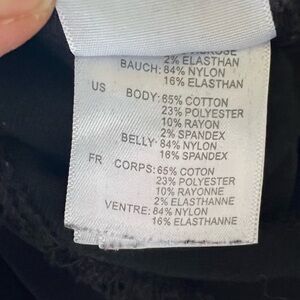 2% ELASTHAN
BAUCH: 84% NYLON
16% ELASTHAN
US BODY: 65% COTTON
23% POLYESTER
10% RAYON
2% SPANDEX
BELLY: 84% NYLON
16% SPANDEX
FR CORPS: 65% COTON
23% POLYESTER
10% RAYONNE
2% ELASTHANNE
VENTRE: 84% NYLON
16% ELASTHANNE